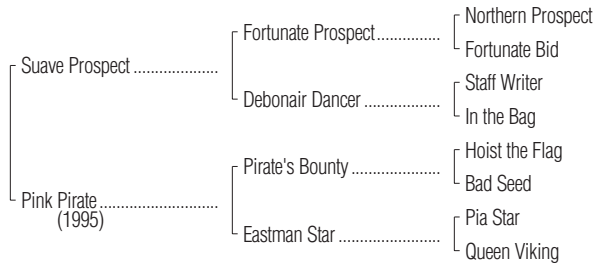 Northern Prospect
Fortunate Prospect...............
Fortunate Bid
Suave Prospect ....................
Staff Writer
Debonair Dancer ..................
In the Bag
Hoist the Flag
Pirate's Bounty .....................
Bad Seed
Pink Pirate............................
(1995)
Pia Star
Eastman Star ........................
Queen Viking